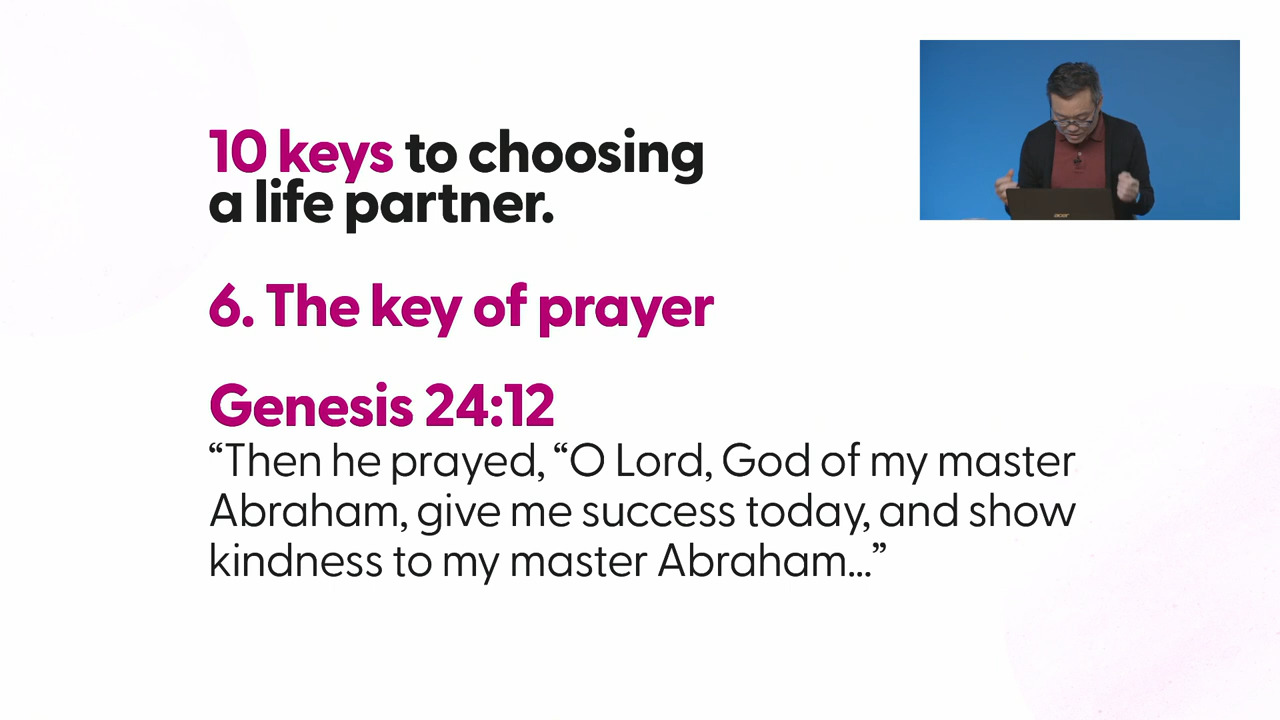 10 keys to choosing
a life partner.
6. The key of prayer
Genesis 24:12
“Then he prayed, “O Lord, God of my master
Abraham, give me success today, and show
kindness to my master Abraham...”
acer